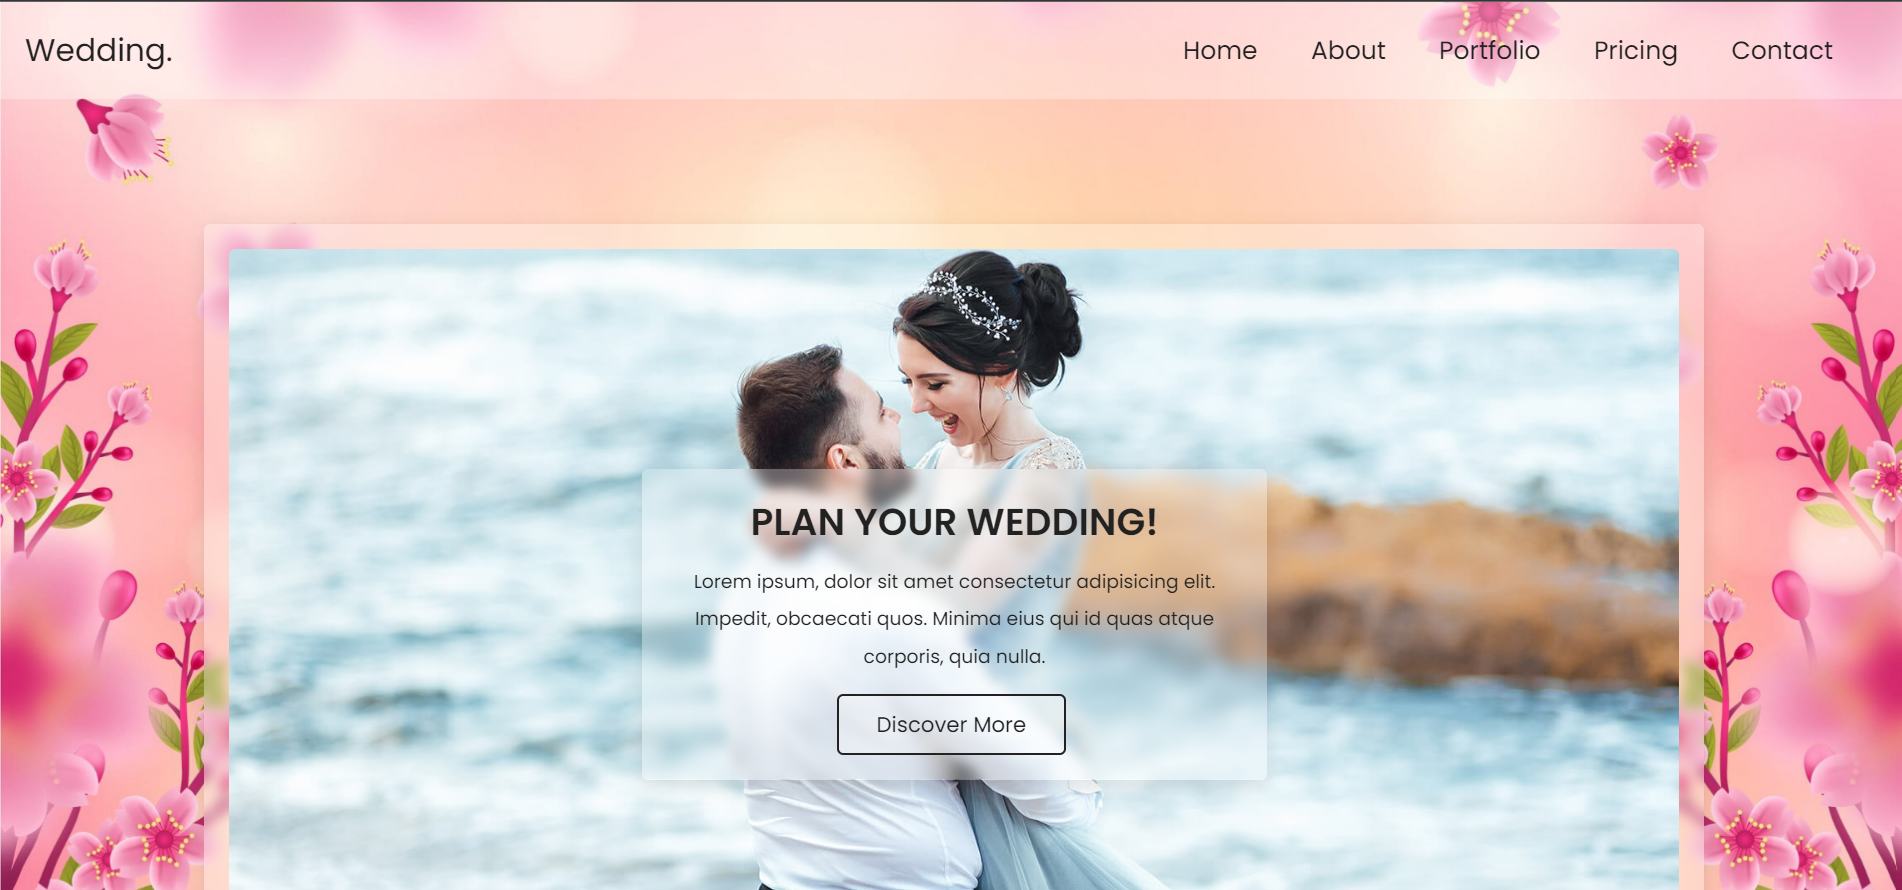 Wedding.
Home About Portfolio Pricing Contact
PLAN YOUR WEDDING!
Lorem ipsum, dolor sit amet consectetur adipisicing elit.
Impedit, obcaecati quos. Minima eius qui id quas atque
corporis, quia nulla.
Discover More